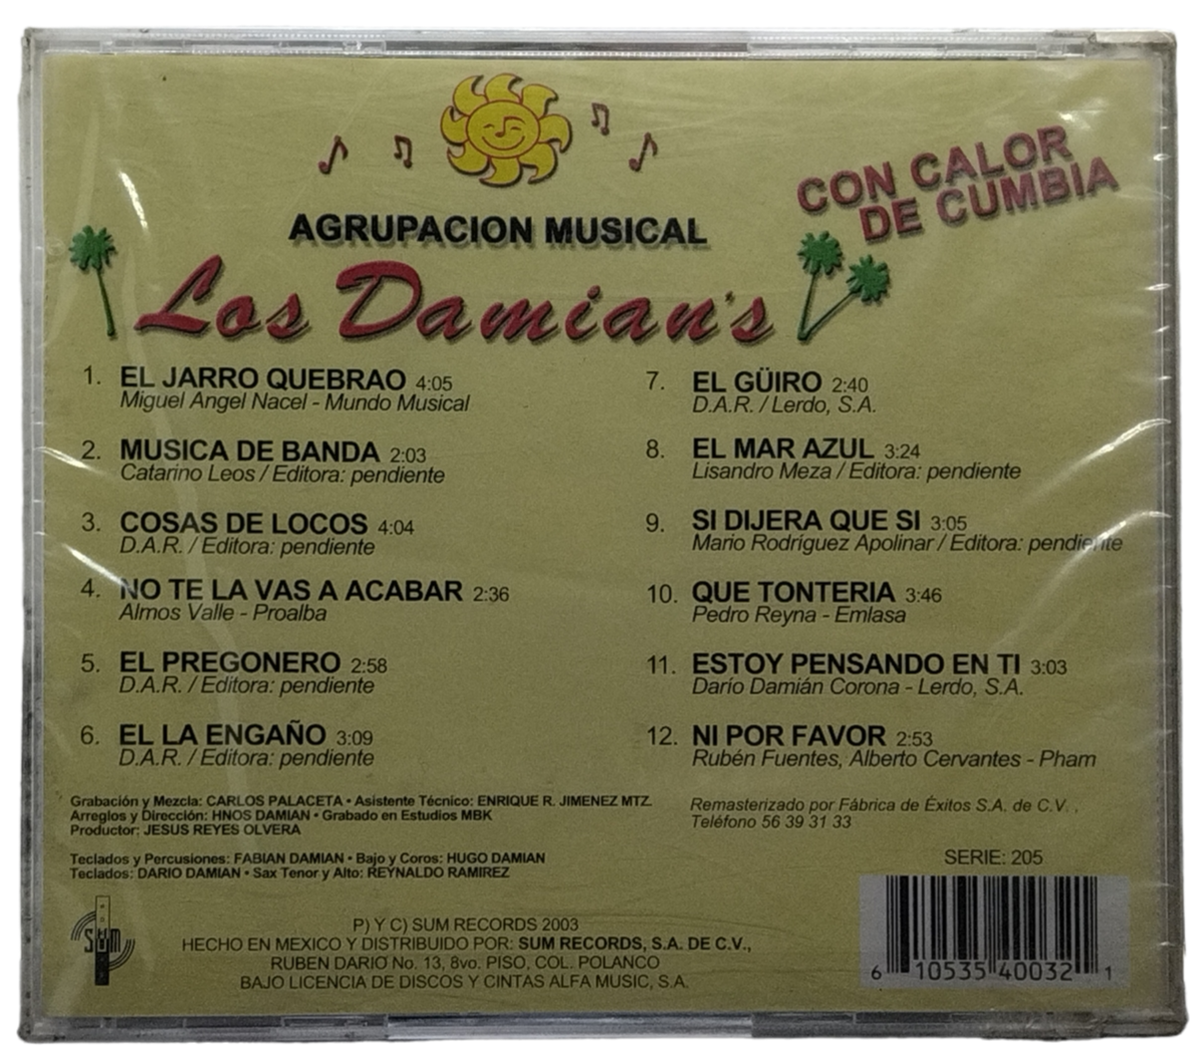 CON CALOR
DE CUMBIA
AGRUPACION MUSICAL
Los Damian's
1. EL JARRO QUEBRAO 4:05
Miguel Angel Nacel - Mundo Musical
2. MUSICA DE BANDA 2:03
Catarino Leos / Editora: pendiente
3. COSAS DE LOCOS 4:04
D.A.R. / Editora: pendiente
4. NO TE LA VAS A ACABAR 2:36
Almos Valle - Proalba
5. EL PREGONERO 2:58
D.A.R. / Editora: pendiente
6. EL LA ENGAÑO 3:09
D.A.R. / Editora: pendiente
7. EL GÜIRO 2:40
D.A.R. / Lerdo, S.A.
8. EL MAR AZUL 3:24
Lisandro Meza / Editora: pendiente
9. SI DIJERA QUE SI 3:05
Mario Rodríguez Apolinar / Editora: pendiente
10. QUE TONTERIA 3:46
Pedro Reyna - Emlasa
11. ESTOY PENSANDO EN TI 3:03
Darío Damián Corona - Lerdo, S.A.
12. NI POR FAVOR 2:53
Rubén Fuentes, Alberto Cervantes - Pham
Grabación y Mezcla: CARLOS PALACETA • Asistente Técnico: ENRIQUE R. JIMENEZ MTZ.
Arreglos y Dirección: HNOS DAMIAN • Grabado en Estudios MBK
Productor: JESUS REYES OLVERA
Teclados y Percusiones: FABIAN DAMIAN • Bajo y Coros: HUGO DAMIAN
Teclados: DARIO DAMIAN • Sax Tenor y Alto: REYNALDO RAMIREZ
Remasterizado por Fábrica de Éxitos S.A. de C.V. ,
Teléfono 56 39 31 33
SERIE: 205
SUM
P) Y C) SUM RECORDS 2003
HECHO EN MEXICO Y DISTRIBUIDO POR: SUM RECORDS, S.A. DE C.V.,
RUBEN DARIO No. 13, 8vo. PISO, COL. POLANCO
BAJO LICENCIA DE DISCOS Y CINTAS ALFA MUSIC, S.A.
6 10535 40032 1